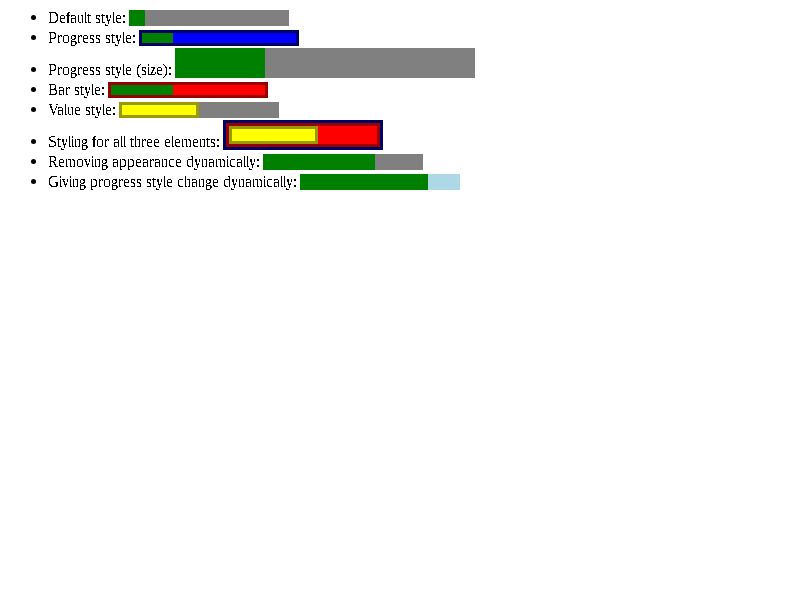 Default style:
Progress style:
Progress style (size):
Bar style:
Value style:
Styling for all three elements:
Removing appearance dynamically:
Giving progress style change dynamically: